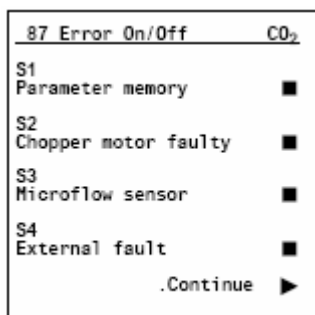 87 Error On/Off CO₂
S1
Parameter memory ■
S2
Chopper motor faulty ■
S3
Microflow sensor ■
S4
External fault ■
.Continue ▶